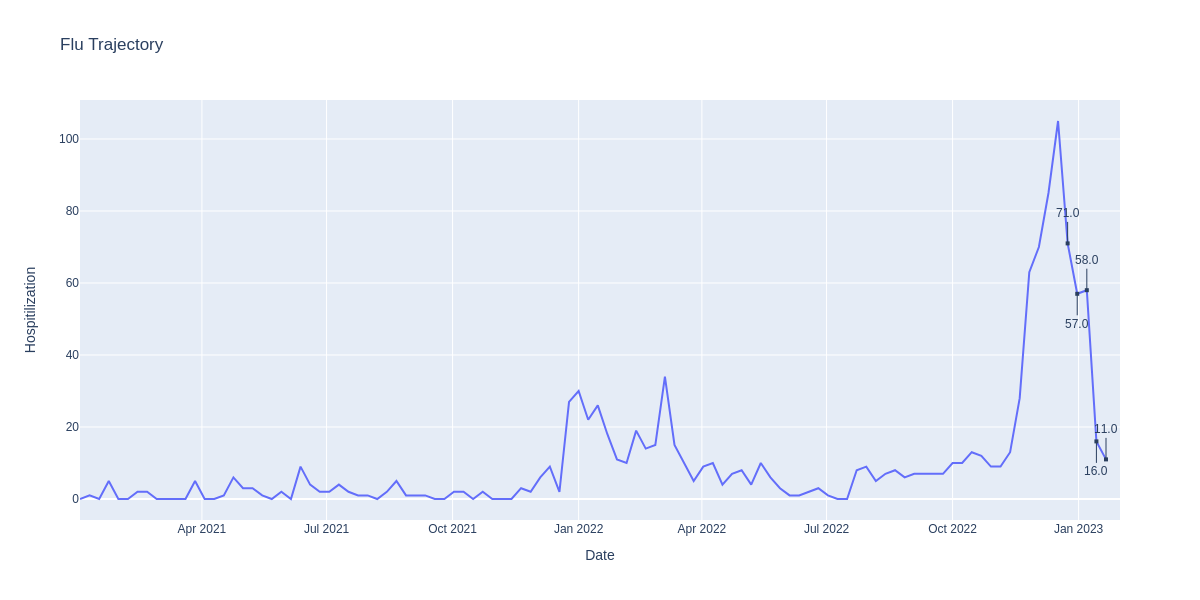 Flu Trajectory
Hospitilization
100
80
60
40
20
0
71.0
58.0
57.0
11.0
16.0
Apr 2021
Jul 2021
Oct 2021
Jan 2022
Apr 2022
Jul 2022
Oct 2022
Jan 2023
Date